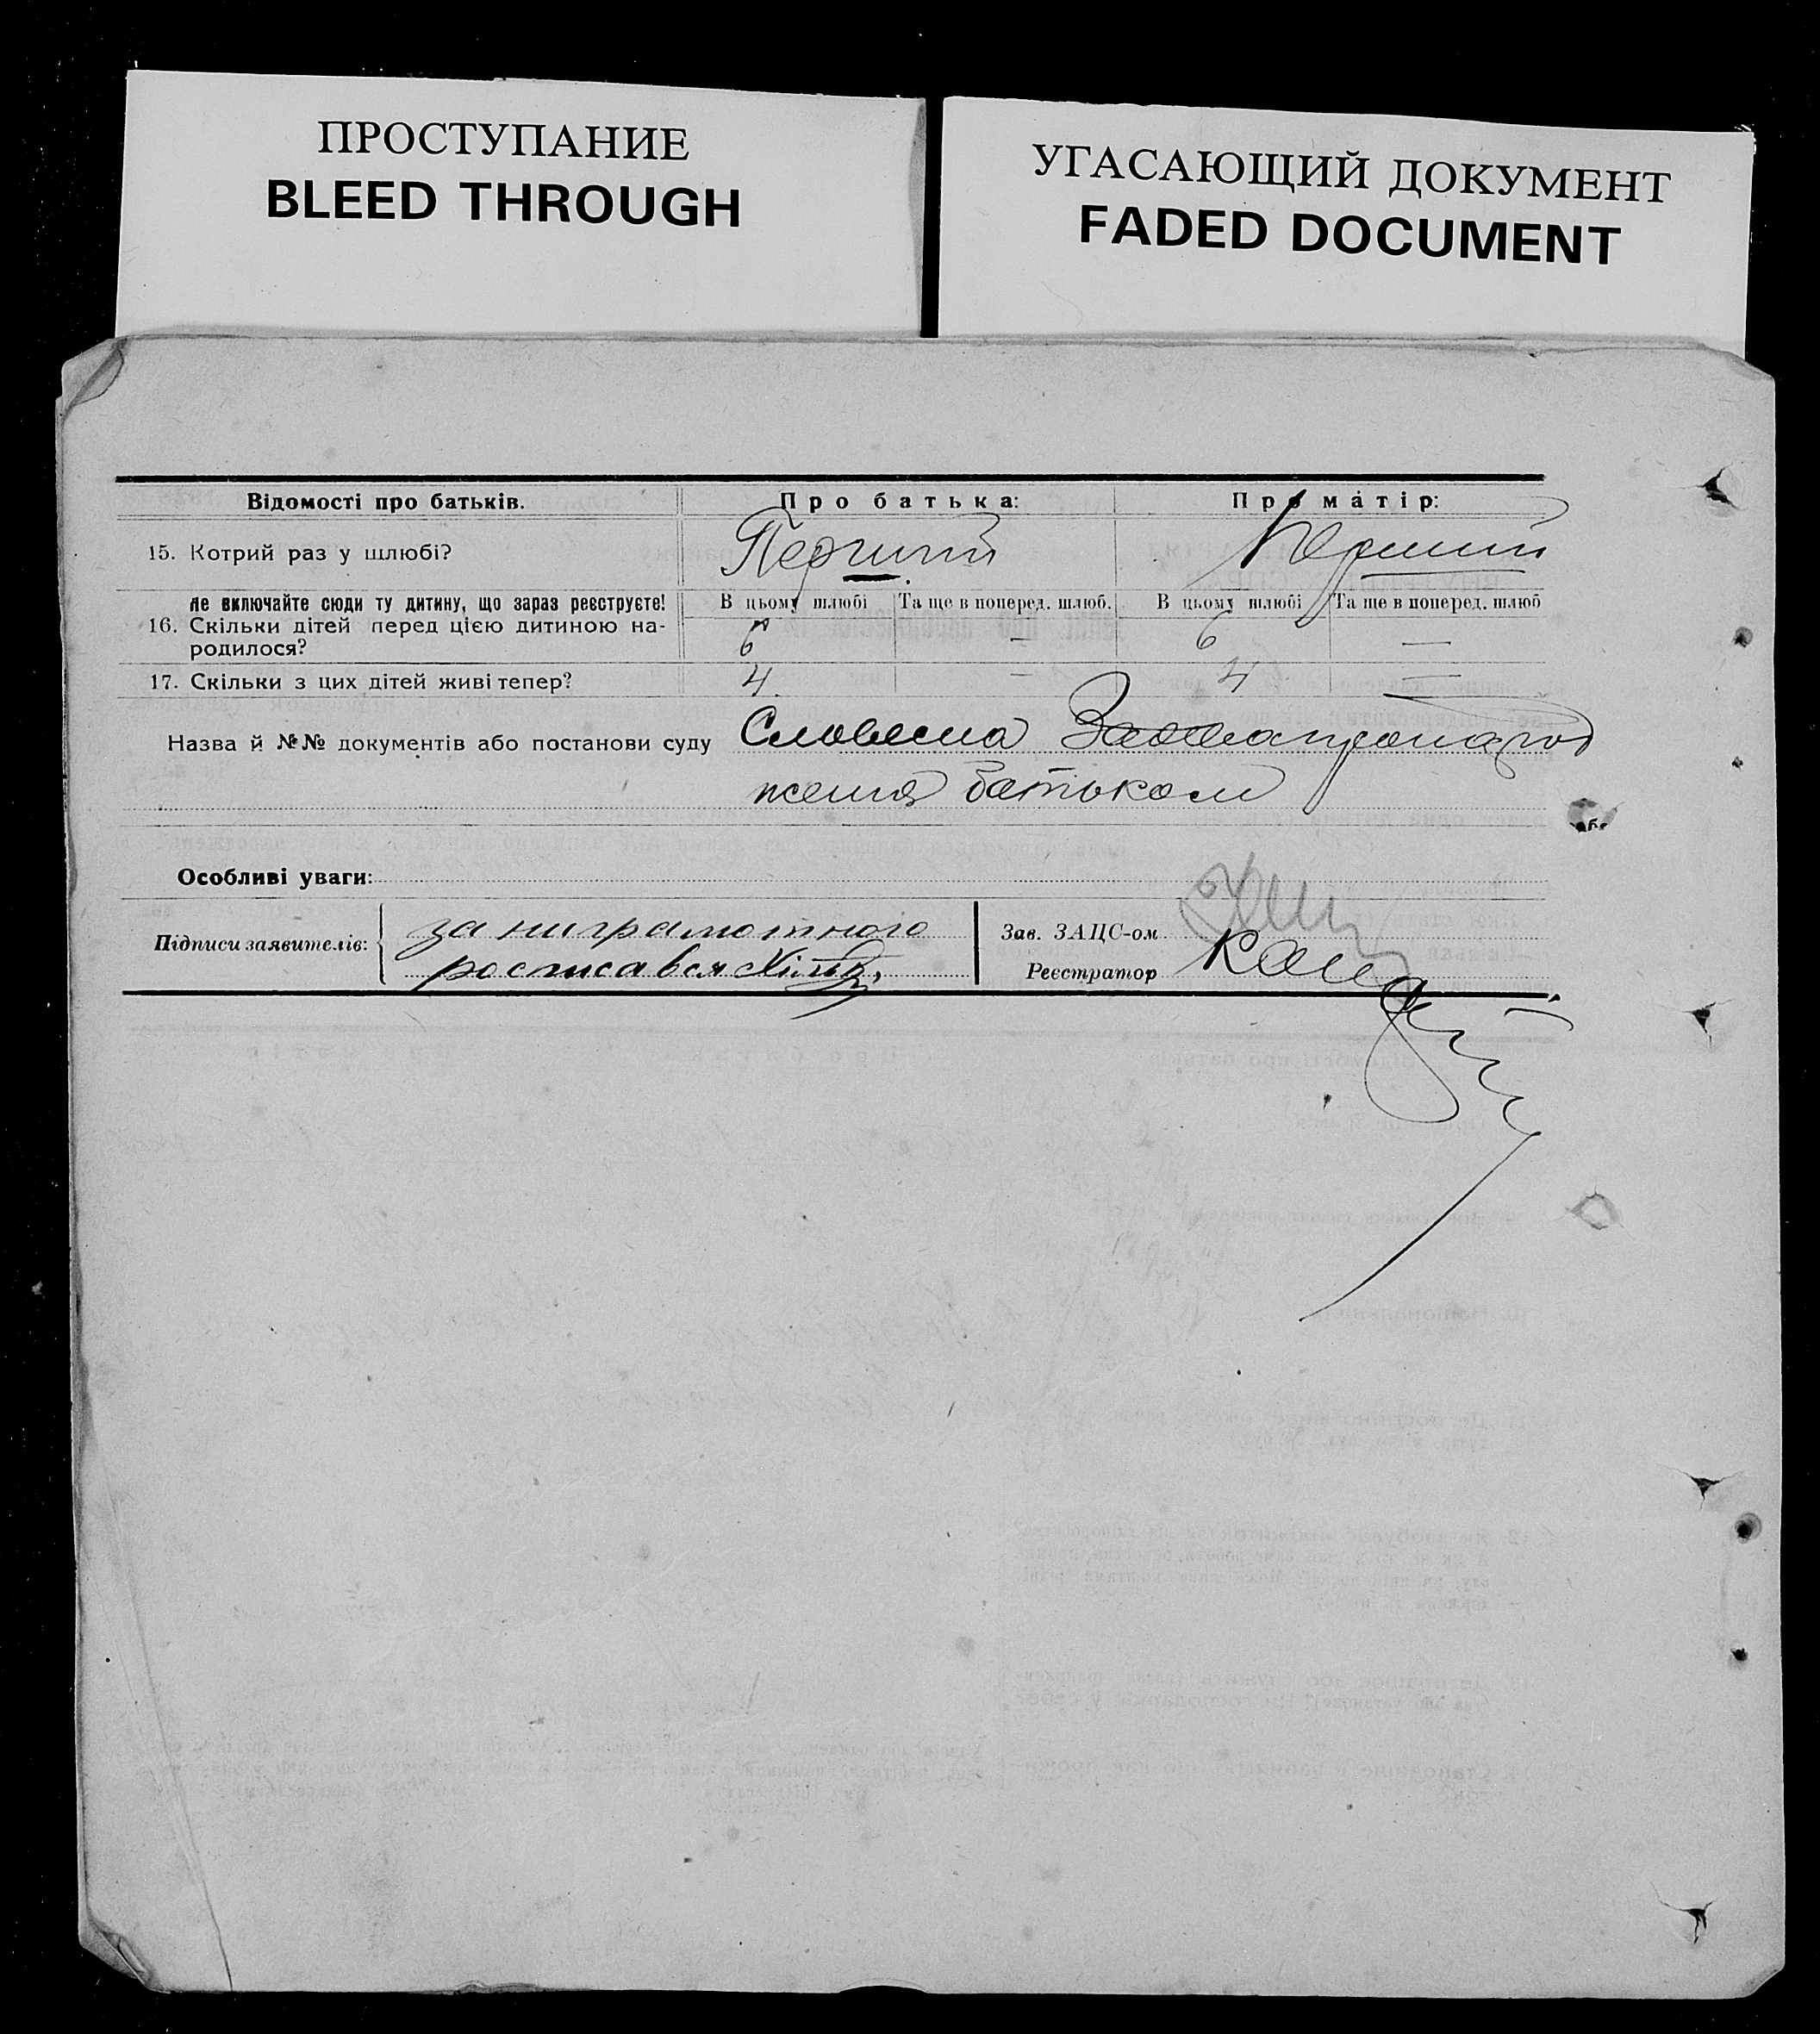 ПРОСТУПАНИЕ
BLEED THROUGH
УГАСАЮЩИЙ ДОКУМЕНТ
FADED DOCUMENT
Відомості про батьків. Про батька: Про матір:
15. Котрий раз у шлюбі? Перший Перший
Не включайте сюди ту дитину, що зараз реєструєте! В цьому шлюбі Та ще в поперед. шлюб. В цьому шлюбі Та ще в поперед. шлюб
16. Скільки дітей перед цією дитиною на-
родилося? 6 — 6 —
17. Скільки з цих дітей живі тепер? 4 — 4 —
Назва й №№ документів або постанови суду Словесна
ження батьком
Особливі уваги:
Підписи заявителів: за ниграмотного
росписався
Зав. ЗАЦС-ом
Реєстратор